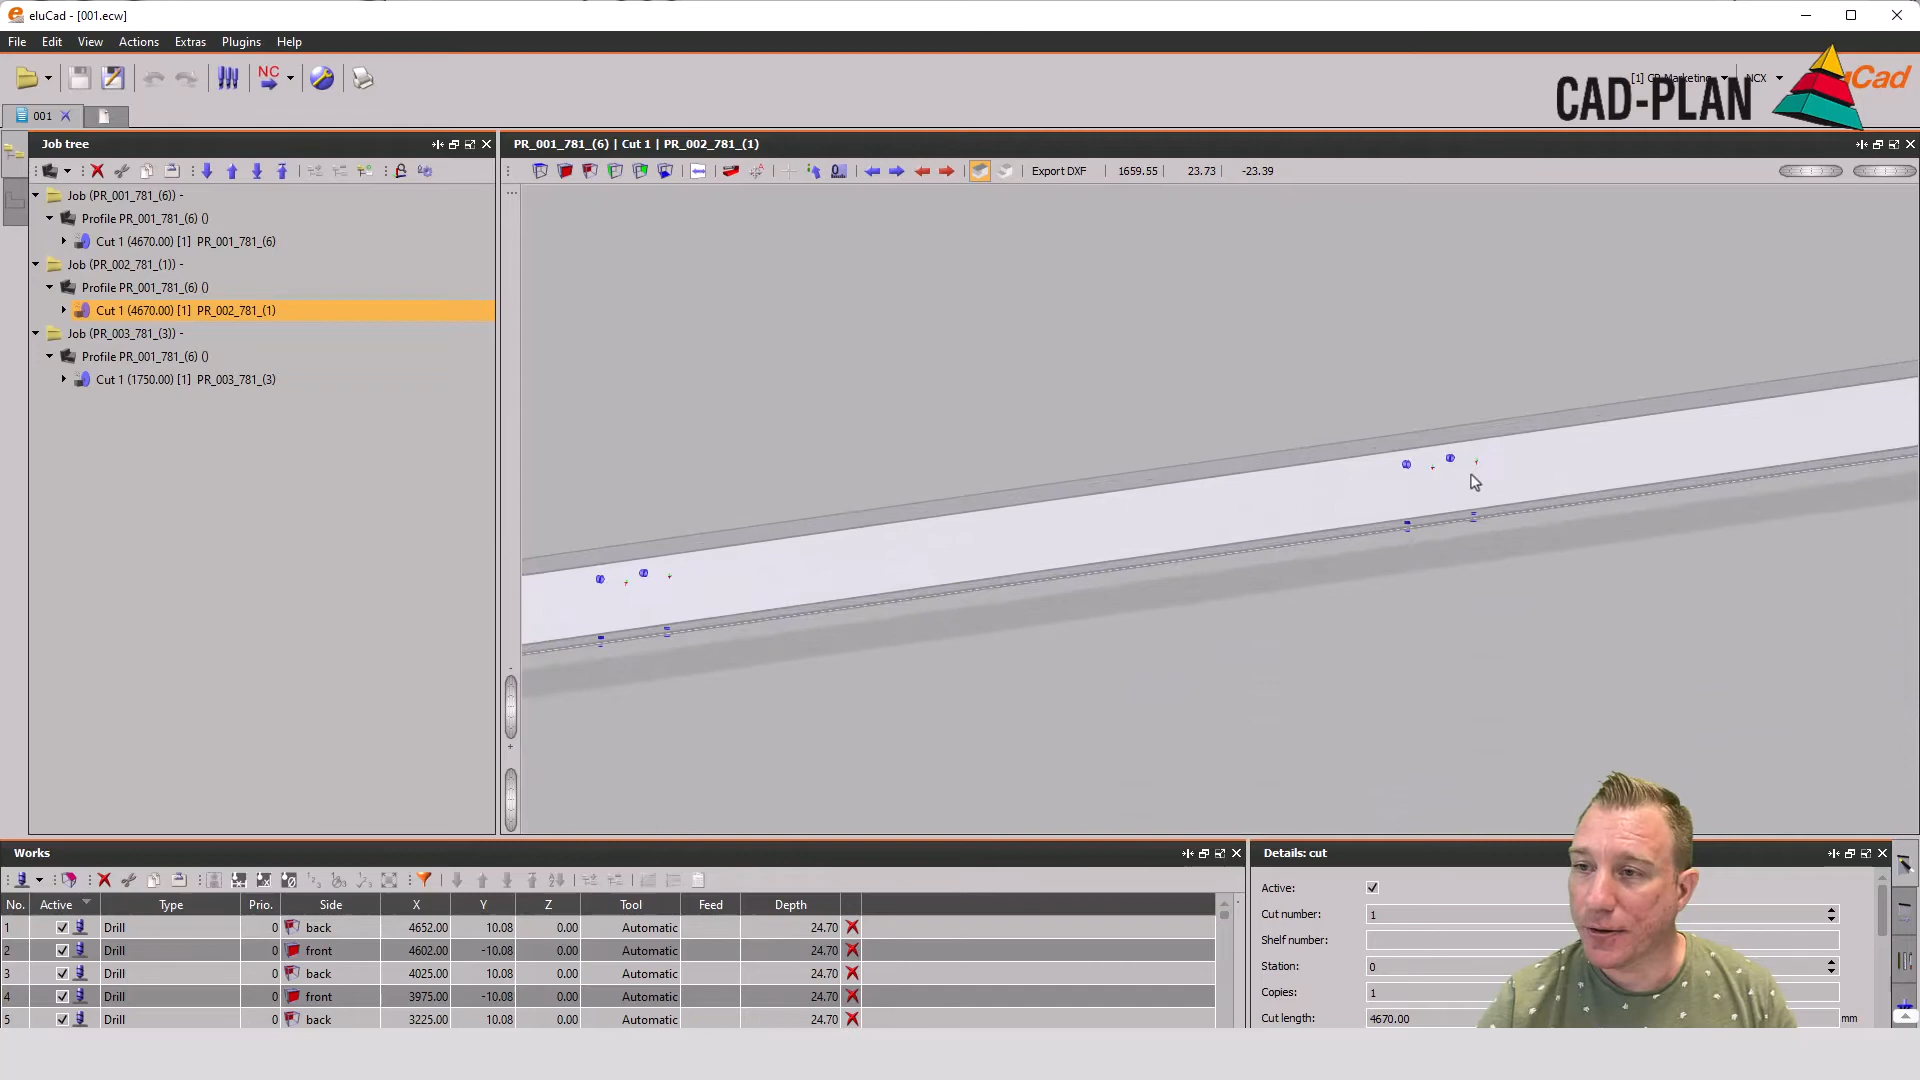 eluCad - [001.ecw]
File Edit View Actions Extras Plugins Help
NC
[1] CP Marketing NCX
CAD-PLAN
uCad
001
Job tree
PR_001_781_(6) | Cut 1 | PR_002_781_(1)
Export DXF 1659.55 23.73 -23.39
Job (PR_001_781_(6)) -
Profile PR_001_781_(6) ()
Cut 1 (4670.00) [1] PR_001_781_(6)
Job (PR_002_781_(1)) -
Profile PR_001_781_(6) ()
Cut 1 (4670.00) [1] PR_002_781_(1)
Job (PR_003_781_(3)) -
Profile PR_001_781_(6) ()
Cut 1 (1750.00) [1] PR_003_781_(3)
Works
No. Active Type Prio. Side X Y Z Tool Feed Depth
1 Drill 0 back 4652.00 10.08 0.00 Automatic 24.70
2 Drill 0 front 4602.00 -10.08 0.00 Automatic 24.70
3 Drill 0 back 4025.00 10.08 0.00 Automatic 24.70
4 Drill 0 front 3975.00 -10.08 0.00 Automatic 24.70
5 Drill 0 back 3225.00 10.08 0.00 Automatic 24.70
Details: cut
Active:
Cut number: 1
Shelf number:
Station: 0
Copies: 1
Cut length: 4670.00 mm